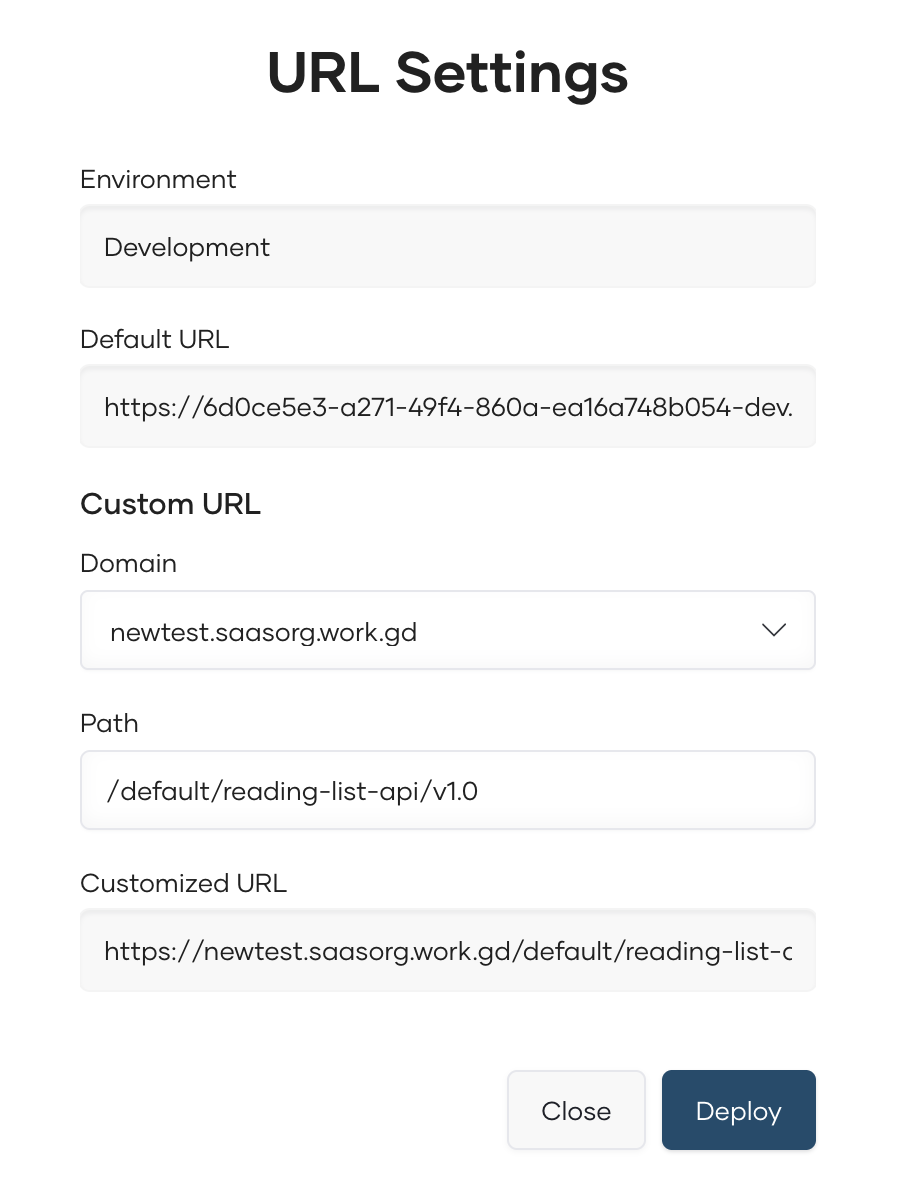 URL Settings
Environment
Development
Default URL
https://6d0ce5e3-a271-49f4-860a-ea16a748b054-dev.
Custom URL
Domain
newtest.saasorg.work.gd
Path
/default/reading-list-api/v1.0
Customized URL
https://newtest.saasorg.work.gd/default/reading-list-
Close
Deploy